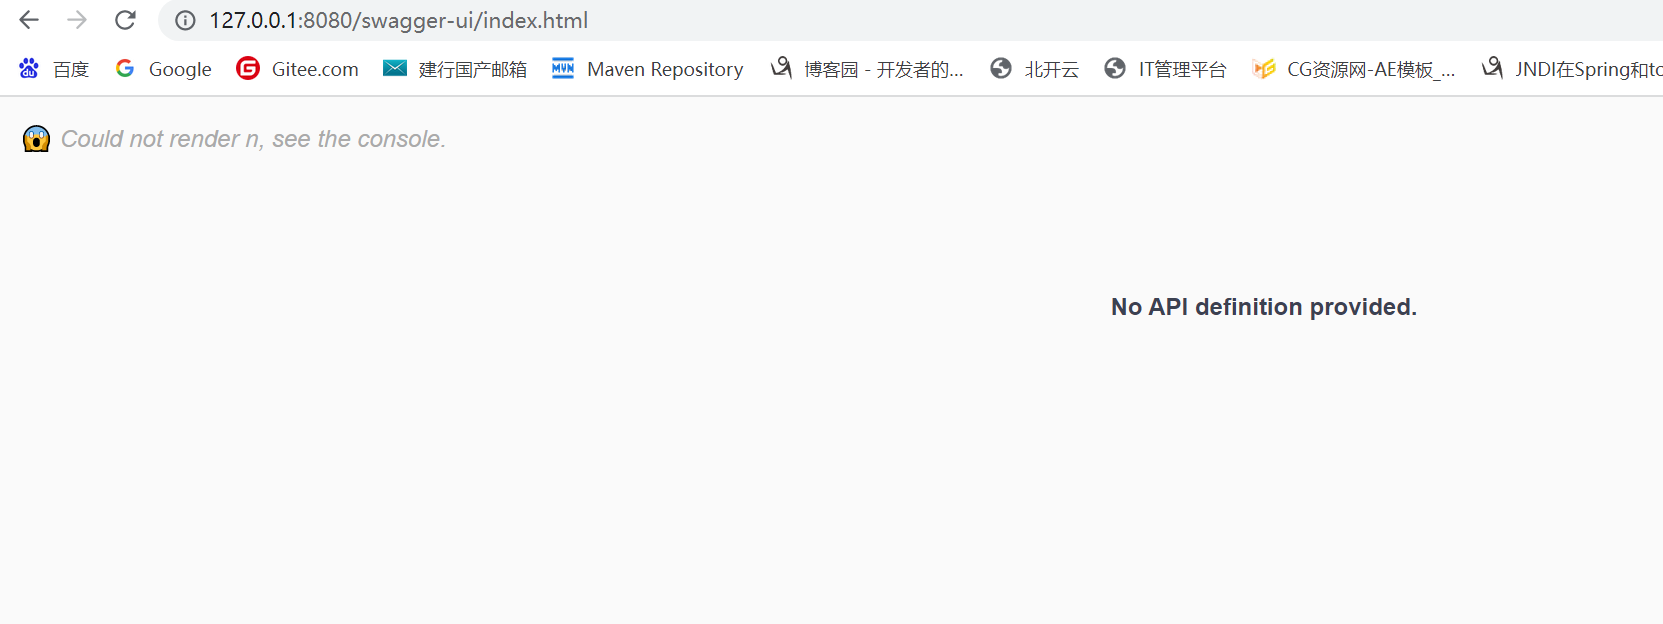 127.0.0.1:8080/swagger-ui/index.html
百度 Google Gitee.com 建行国产邮箱 Maven Repository 博客园 - 开发者的... 北开云 IT管理平台 CG资源网-AE模板_... JNDI在Spring和to
Could not render n, see the console.
No API definition provided.